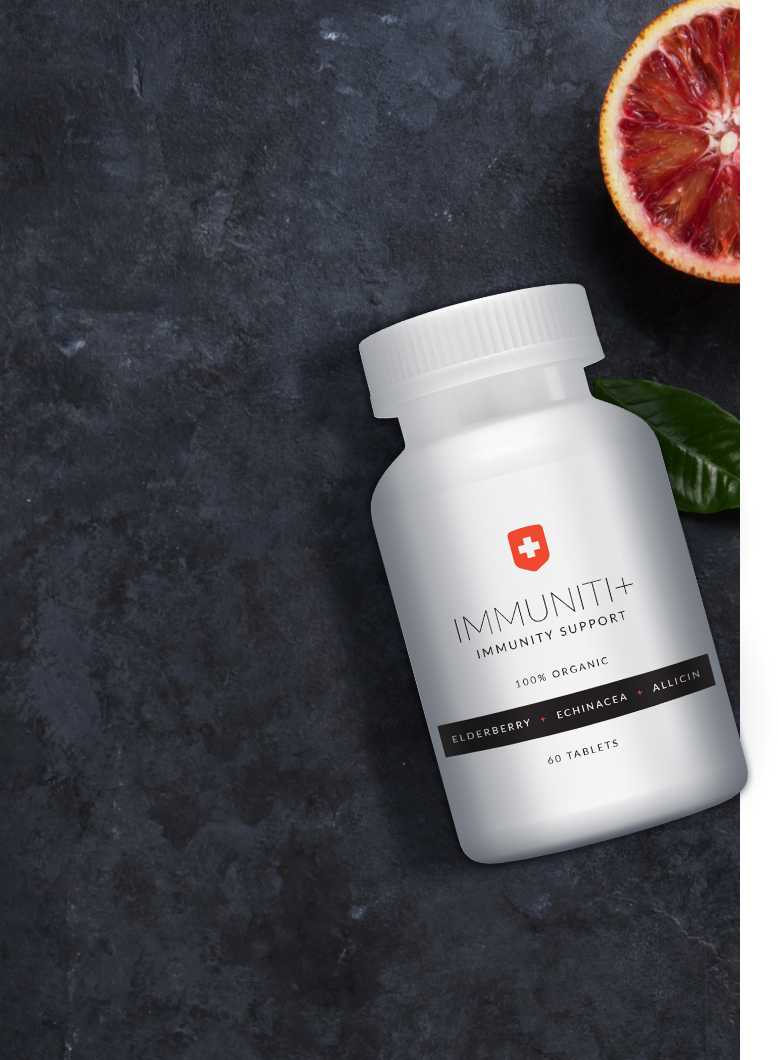 IMMUNITI+
IMMUNITY SUPPORT
100% ORGANIC
ELDERBERRY + ECHINACEA + ALLICIN
60 TABLETS